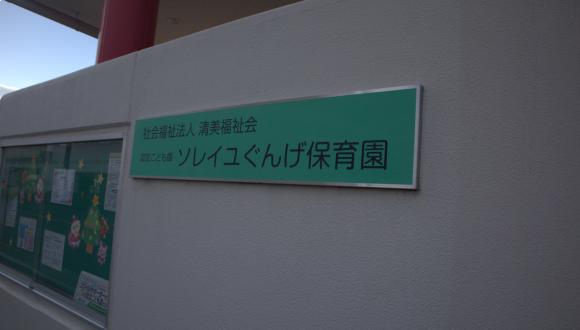 社会福祉法人 清美福祉会
認定こども園 ソレイユぐんげ保育園